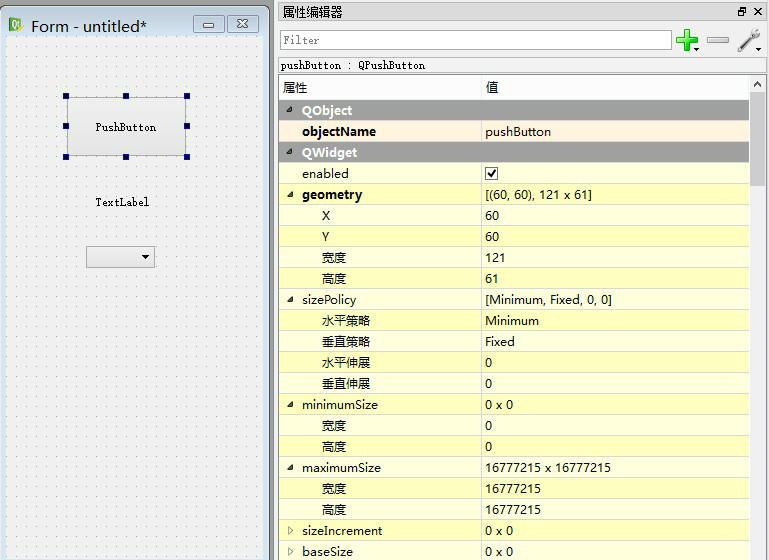 Form - untitled*
PushButton
TextLabel
属性编辑器
Filter
pushButton : QPushButton
属性 值
QObject
objectName pushButton
QWidget
enabled
geometry [(60, 60), 121 x 61]
X 60
Y 60
宽度 121
高度 61
sizePolicy [Minimum, Fixed, 0, 0]
水平策略 Minimum
垂直策略 Fixed
水平伸展 0
垂直伸展 0
minimumSize 0 x 0
宽度 0
高度 0
maximumSize 16777215 x 16777215
宽度 16777215
高度 16777215
sizeIncrement 0 x 0
baseSize 0 x 0